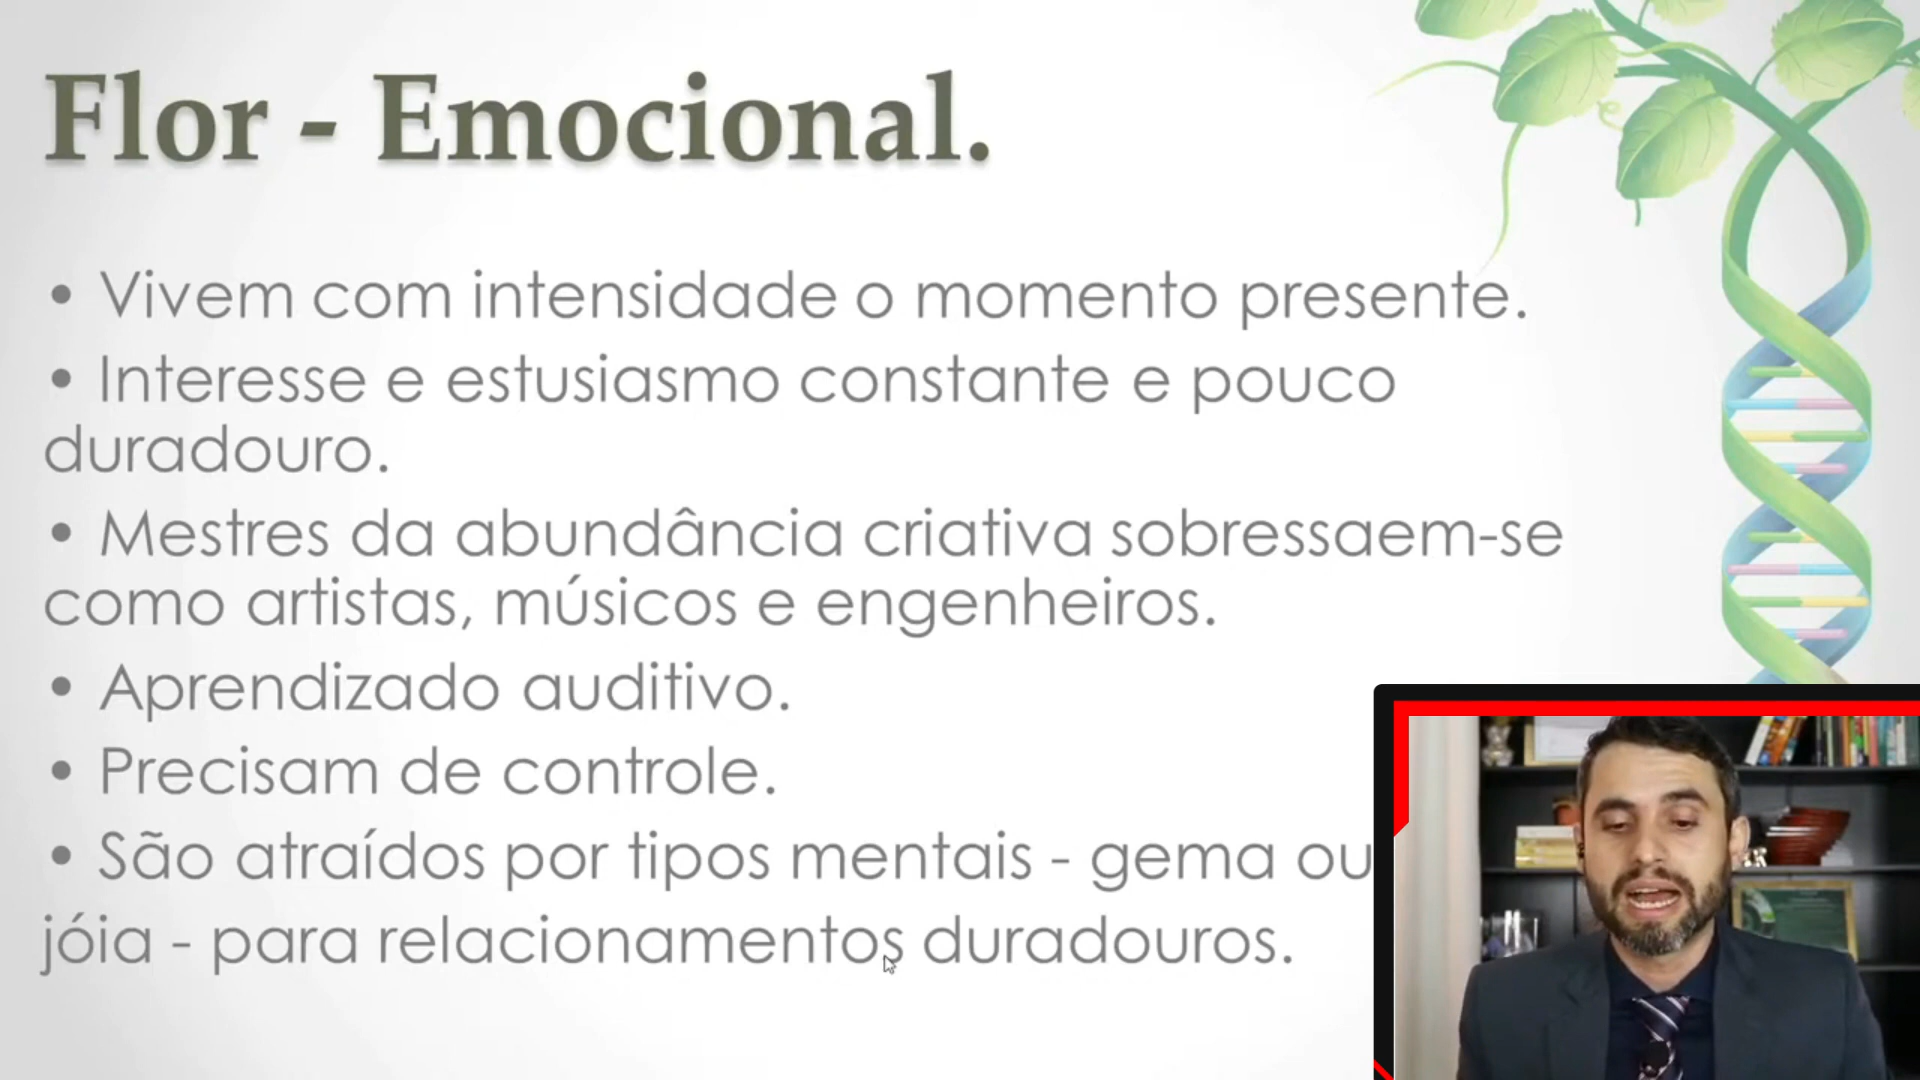 Flor - Emocional.
• Vivem com intensidade o momento presente.
• Interesse e estusiasmo constante e pouco
duradouro.
• Mestres da abundância criativa sobressaem-se
como artistas, músicos e engenheiros.
• Aprendizado auditivo.
• Precisam de controle.
• São atraídos por tipos mentais - gema ou
jóia - para relacionamentos duradouros.